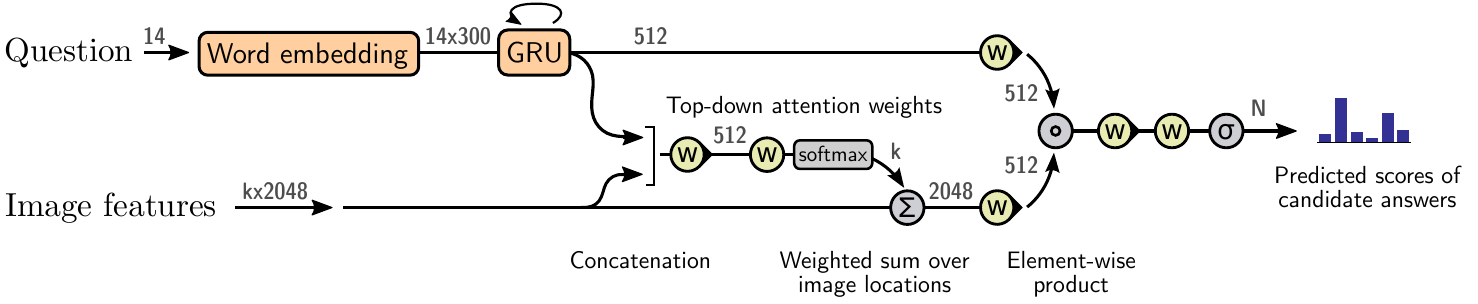 Question
14
Word embedding
14x300
GRU
512
w
512
Top-down attention weights
w
512
w
softmax
k
w
w
σ
N
Predicted scores of
candidate answers
Image features
kx2048
Σ
2048
w
512
Concatenation
Weighted sum over
image locations
Element-wise
product